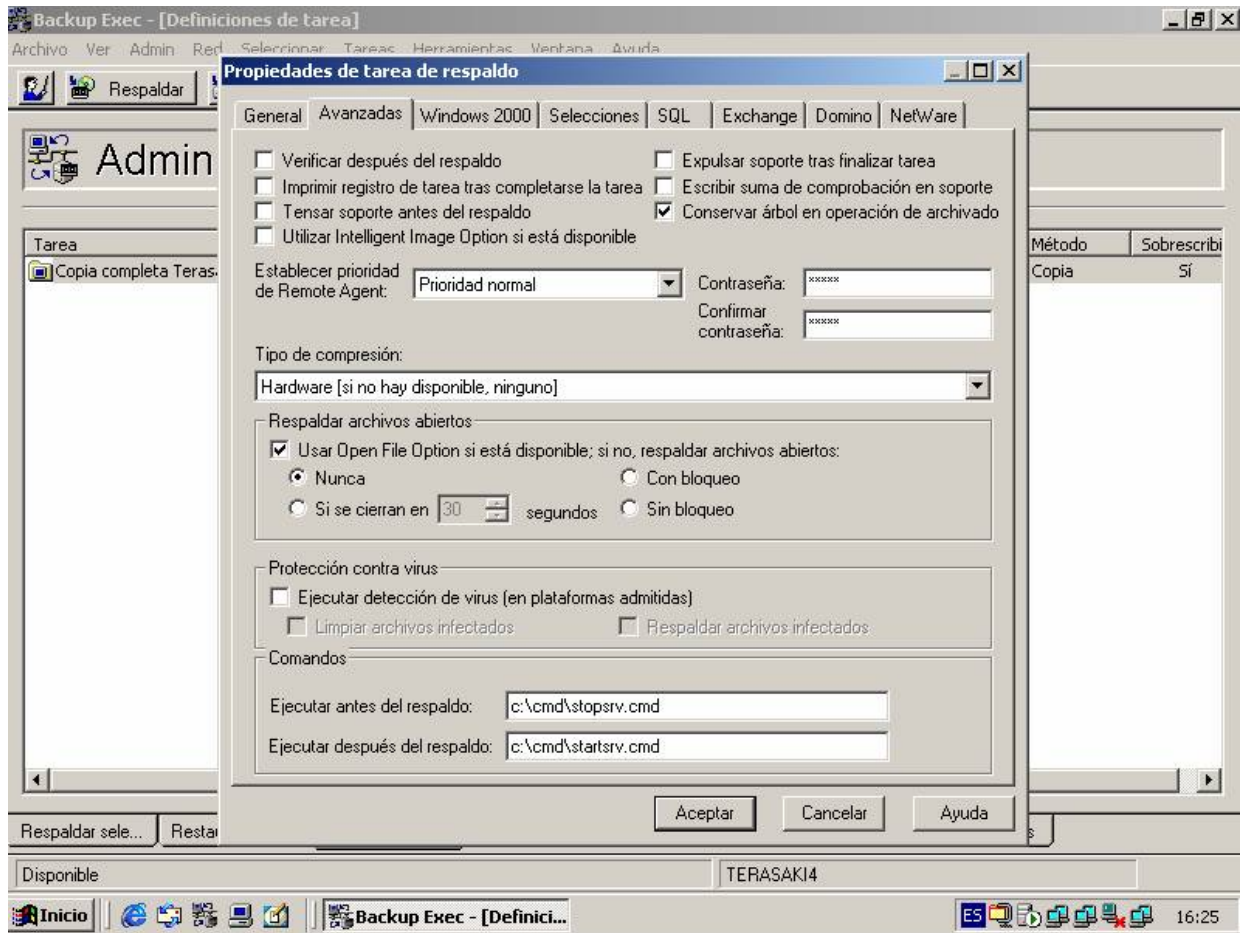 Backup Exec - [Definiciones de tarea]
Archivo Ver Admin Red Seleccionar Tareas Herramientas Ventana Ayuda
Respaldar
Admin
Propiedades de tarea de respaldo
General Avanzadas Windows 2000 Selecciones SQL Exchange Domino NetWare
Verificar después del respaldo
Expulsar soporte tras finalizar tarea
Imprimir registro de tarea tras completarse la tarea
Escribir suma de comprobación en soporte
Tensar soporte antes del respaldo
Conservar árbol en operación de archivado
Utilizar Intelligent Image Option si está disponible
Tarea
Método Sobrescribi
Copia completa Teras
Copia Sí
Establecer prioridad
de Remote Agent:
Prioridad normal
Contraseña: *****
Confirmar
contraseña: *****
Tipo de compresión:
Hardware [si no hay disponible, ninguno]
Respaldar archivos abiertos
Usar Open File Option si está disponible; si no, respaldar archivos abiertos:
Nunca Con bloqueo
Si se cierran en 30 segundos Sin bloqueo
Protección contra virus
Ejecutar detección de virus (en plataformas admitidas)
Limpiar archivos infectados Respaldar archivos infectados
Comandos
Ejecutar antes del respaldo: c:\cmd\stopsrv.cmd
Ejecutar después del respaldo: c:\cmd\startsrv.cmd
Aceptar Cancelar Ayuda
Respaldar sele... Resta
s
Disponible TERASAKI4
Inicio Backup Exec - [Definici... ES 16:25